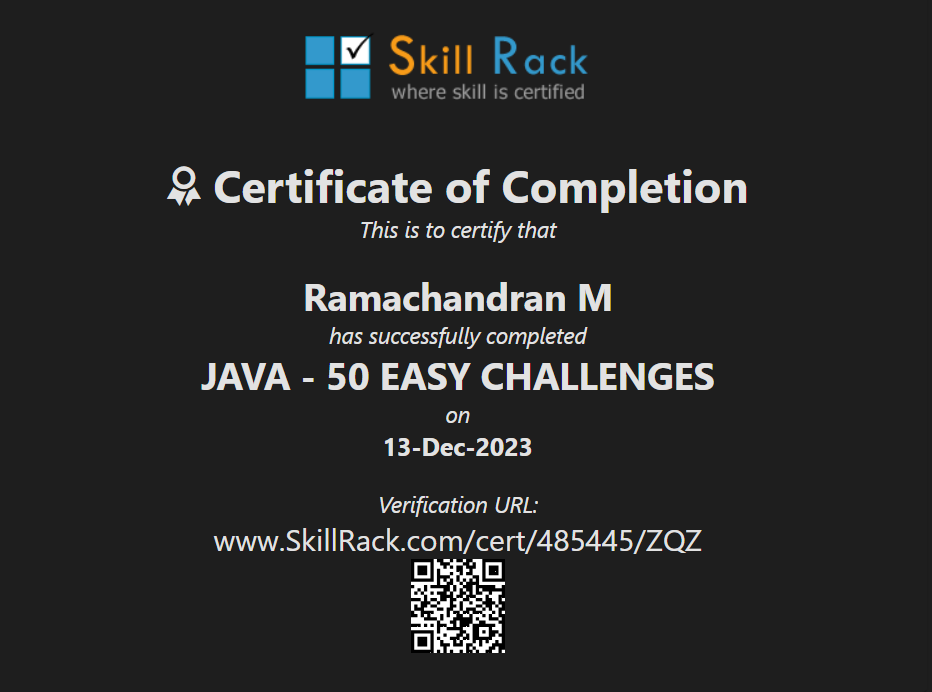 Skill Rack
where skill is certified
Certificate of Completion
This is to certify that
Ramachandran M
has successfully completed
JAVA - 50 EASY CHALLENGES
on
13-Dec-2023
Verification URL:
www.SkillRack.com/cert/485445/ZQZ